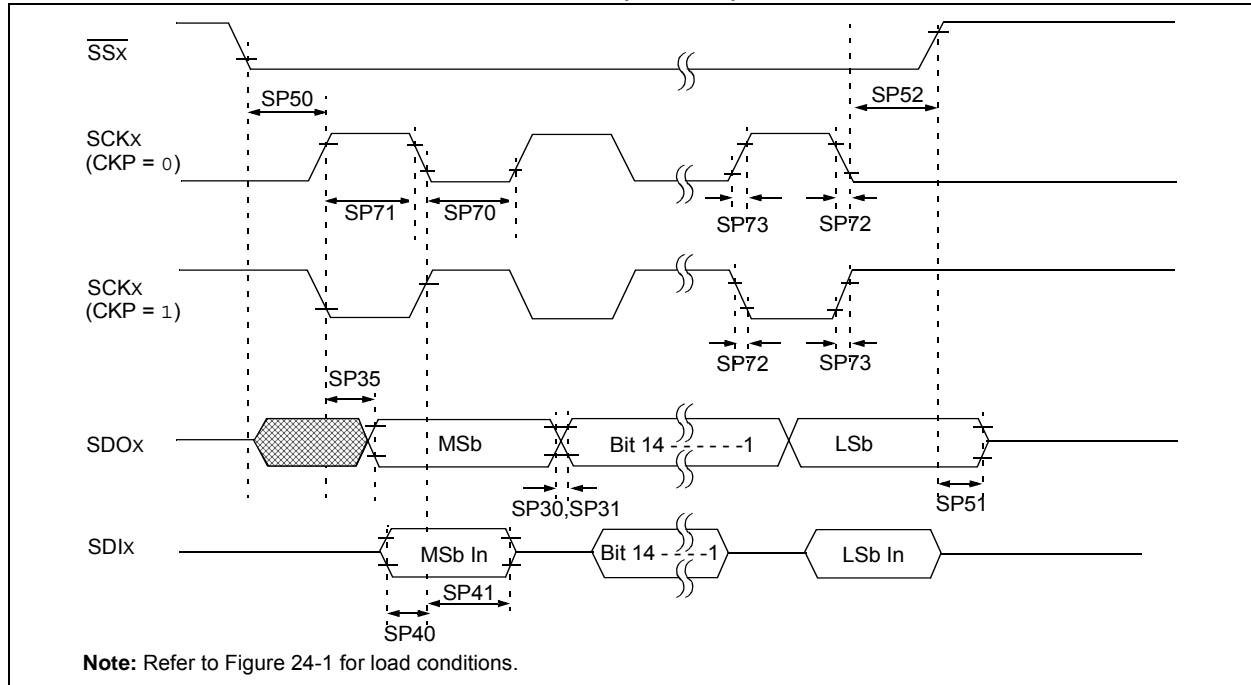 SSx
SP50
SP52
SCKx
(CKP = 0)
SP71
SP70
SP73
SP72
SCKx
(CKP = 1)
SP72
SP73
SP35
SDOx
MSb
Bit 14 - - - - - -1
LSb
SP30,SP31
SP51
SDIx
MSb In
Bit 14 - - - -1
LSb In
SP41
SP40
Note: Refer to Figure 24-1 for load conditions.